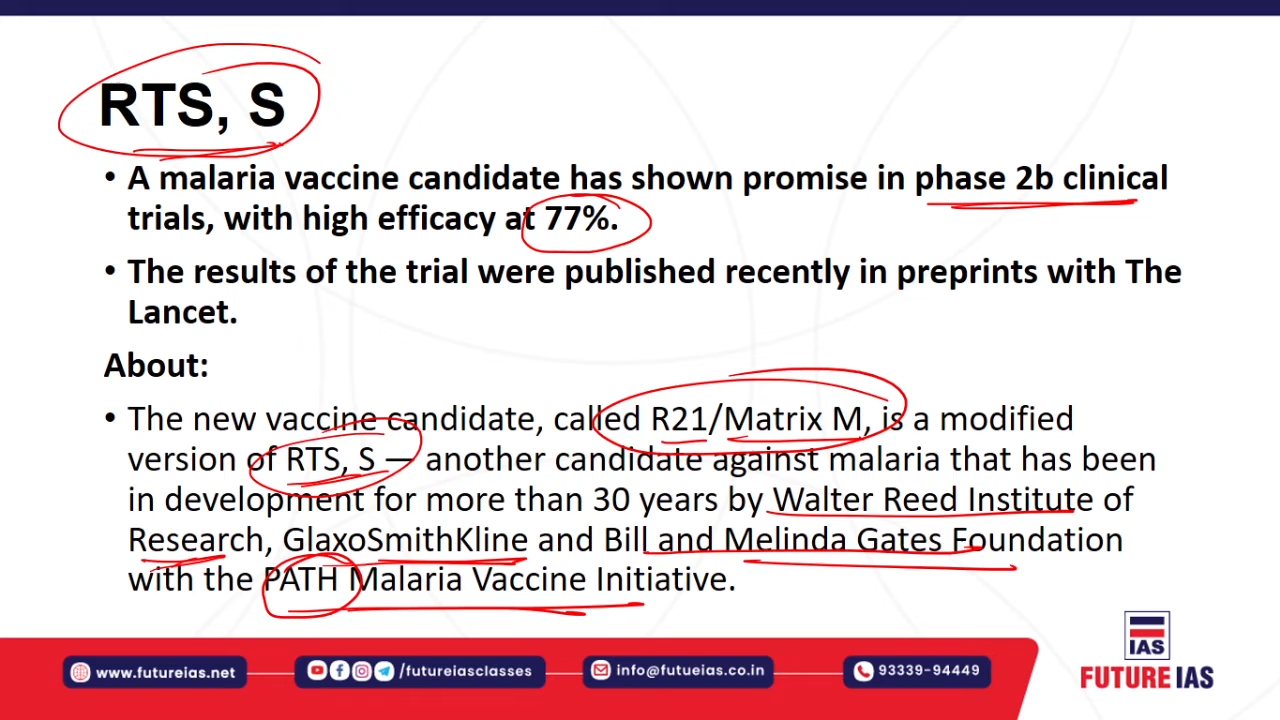 RTS, S
• A malaria vaccine candidate has shown promise in phase 2b clinical
trials, with high efficacy at 77%.
• The results of the trial were published recently in preprints with The
Lancet.
About:
• The new vaccine candidate, called R21/Matrix M, is a modified
version of RTS, S — another candidate against malaria that has been
in development for more than 30 years by Walter Reed Institute of
Research, GlaxoSmithKline and Bill and Melinda Gates Foundation
with the PATH Malaria Vaccine Initiative.
www.futureias.net
/futureiasclasses
info@futueias.co.in
93339-94449
IAS
FUTURE IAS